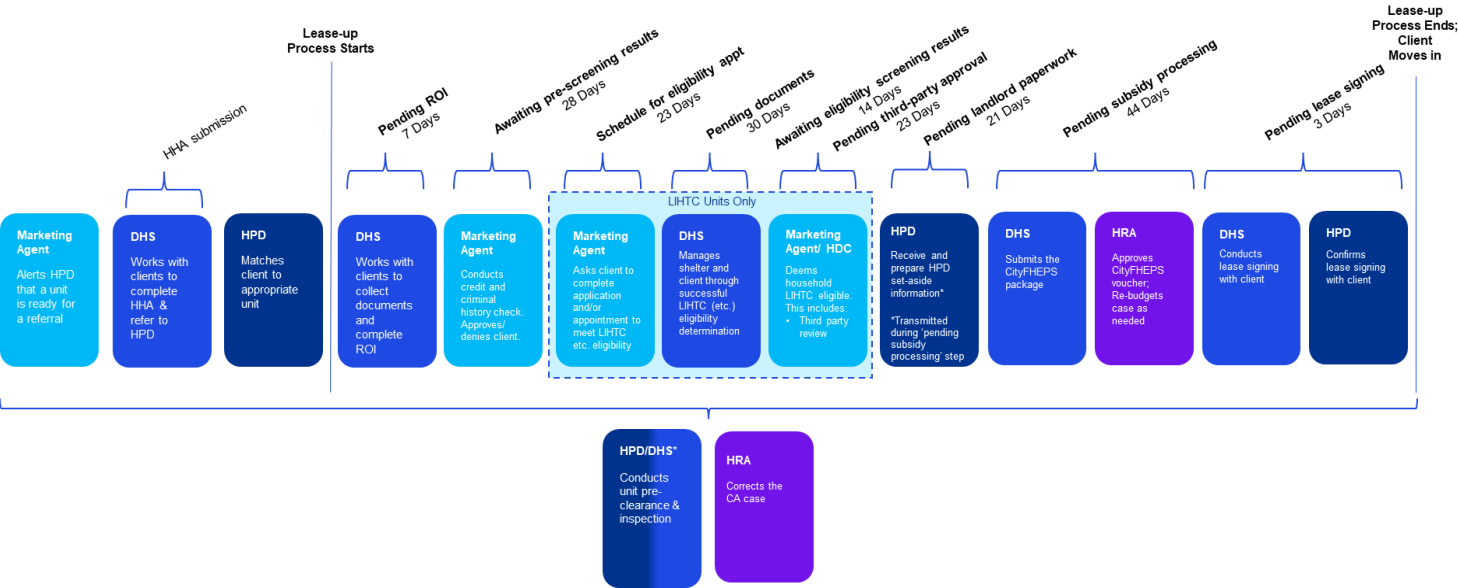 Lease-up
Process Starts
Lease-up
Process Ends;
Client
Moves in
HHA submission
Pending ROI
7 Days
Awaiting pre-screening results
28 Days
Schedule for eligibility appt
23 Days
Pending documents
30 Days
Awaiting eligibility screening results
14 Days
Pending third-party approval
23 Days
Pending landlord paperwork
21 Days
Pending subsidy processing
44 Days
Pending lease signing
3 Days
LIHTC Units Only
Marketing
Agent
Alerts HPD
that a unit
is ready for
a referral
DHS
Works with
clients to
complete
HHA &
refer to
HPD
HPD
Matches
client to
appropriate
unit
DHS
Works with
clients to
collect
documents
and
complete
ROI
Marketing
Agent
Conducts
credit and
criminal
history check.
Approves/
denies client.
Marketing
Agent
Asks client to
complete
application
and/or
appointment to
meet LIHTC
etc. eligibility
DHS
Manages
shelter and
client through
successful
LIHTC (etc.)
eligibility
determination
Marketing
Agent/ HDC
Deems
household
LIHTC eligible.
This includes:
• Third party
review
HPD
Receive and
prepare HPD
set-aside
information*
*Transmitted
during 'pending
subsidy
processing' step
DHS
Submits the
CityFHEPS
package
HRA
Approves
CityFHEPS
voucher;
Re-budgets
case as
needed
DHS
Conducts
lease signing
with client
HPD
Confirms
lease signing
with client
HPD/DHS*
Conducts
unit pre-
clearance &
inspection
HRA
Corrects the
CA case